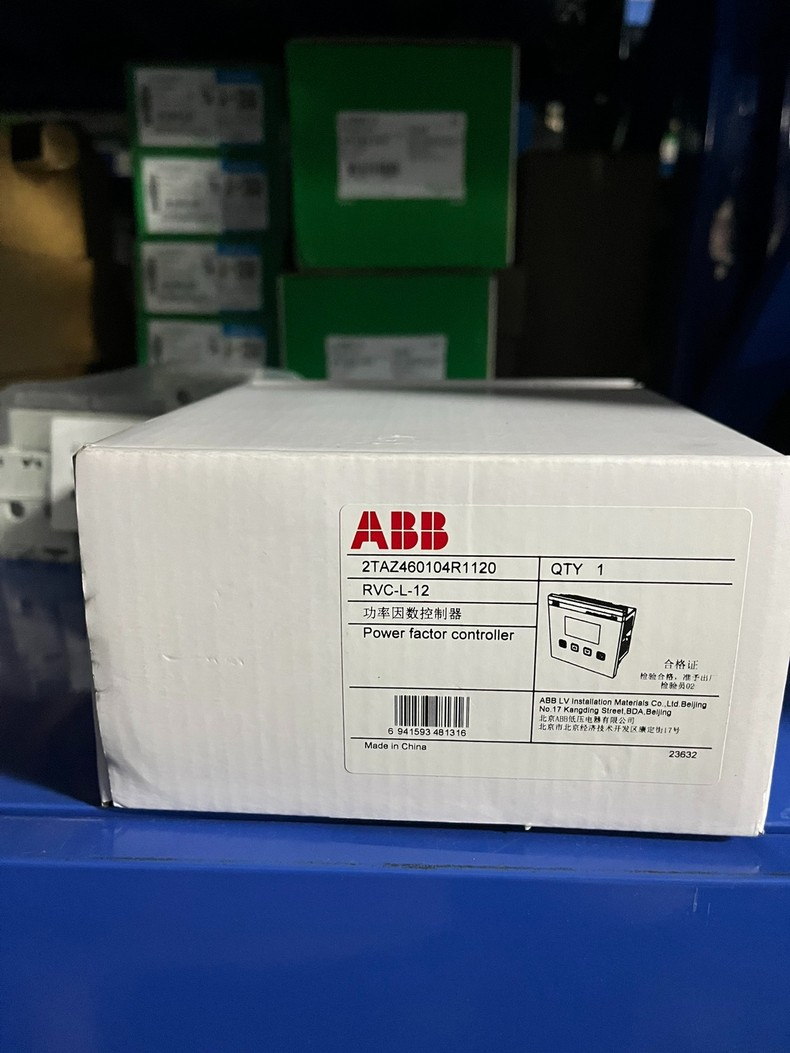 ABB
2TAZ460104R1120
QTY 1
RVC-L-12
功率因数控制器
Power factor controller
合格证
检验合格，准予出厂
检验员02
6 941593 481316
ABB LV Installation Materials Co.,Ltd.Beijing
No.17 Kangding Street,BDA,Beijing
北京ABB低压电器有限公司
北京市北京经济技术开发区康定街17号
Made in China
23632